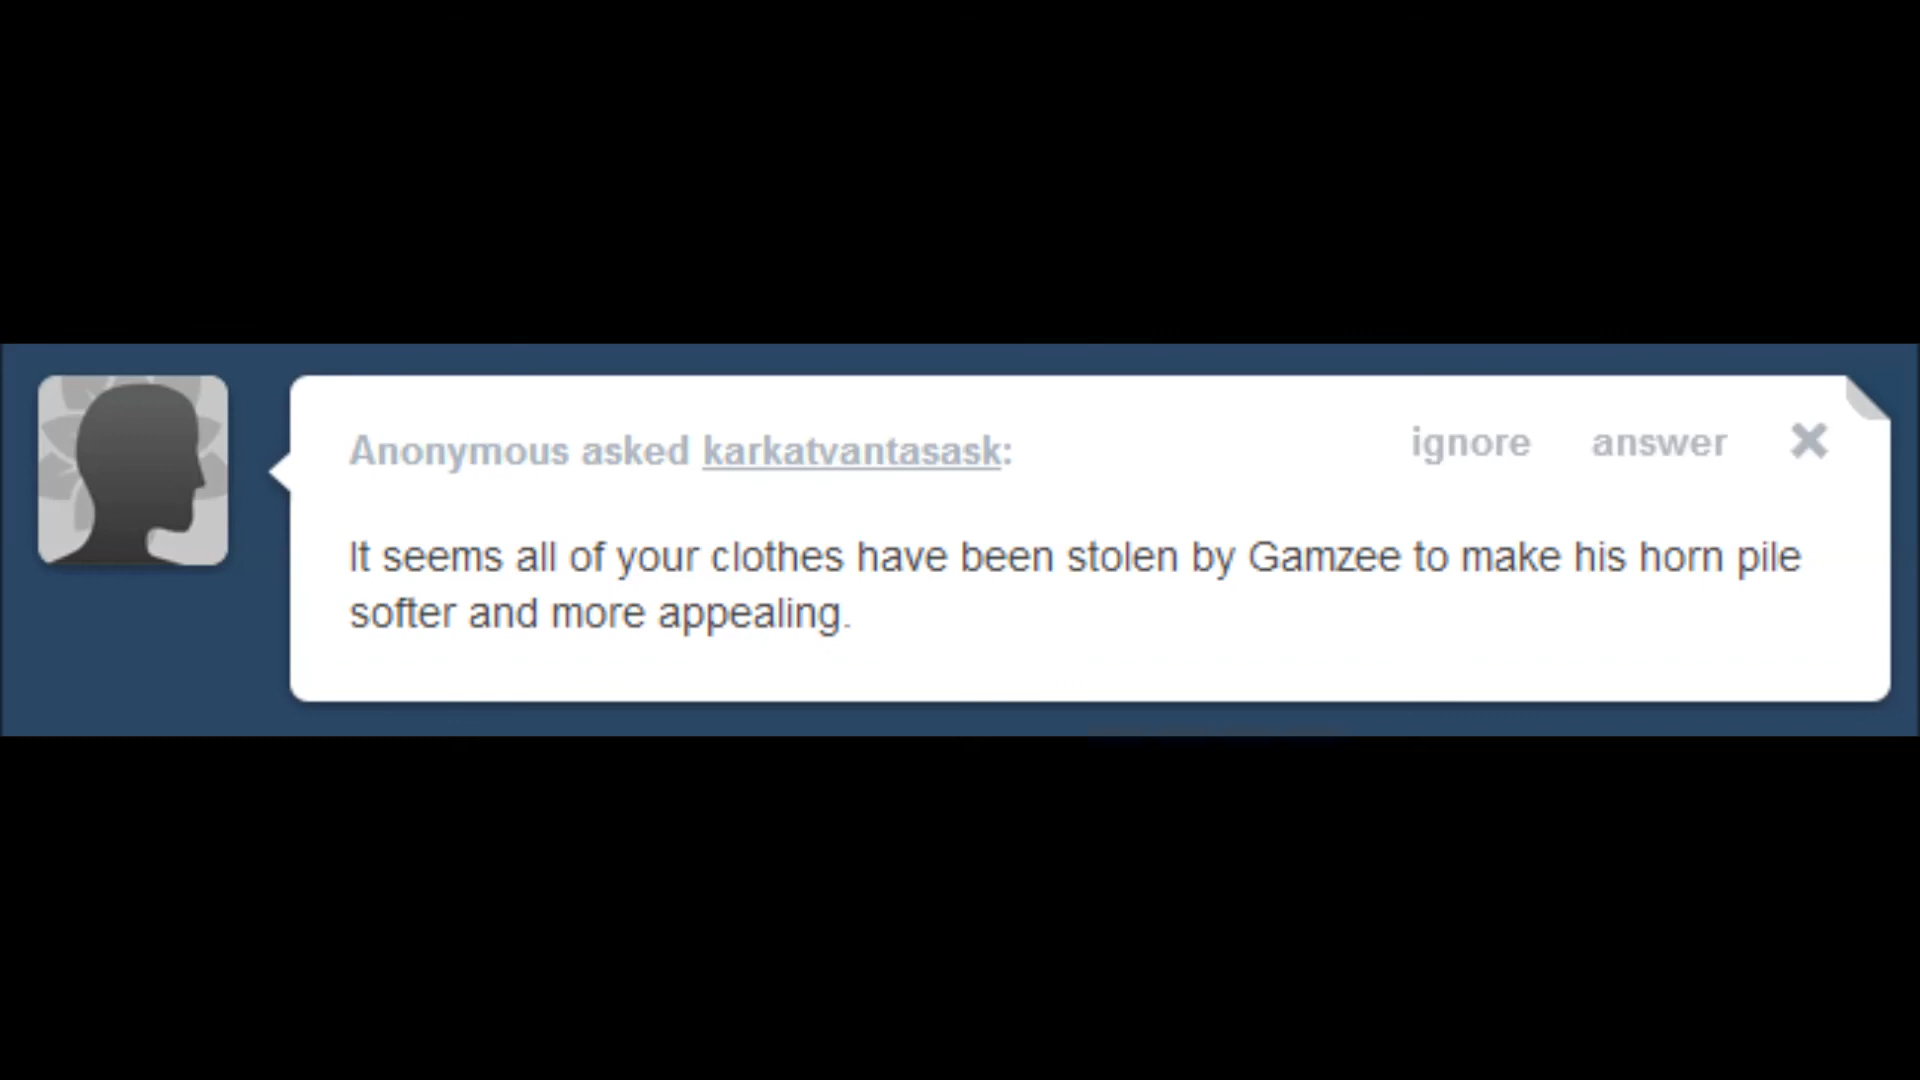 Anonymous asked karkatvantasask:
ignore answer
It seems all of your clothes have been stolen by Gamzee to make his horn pile
softer and more appealing.